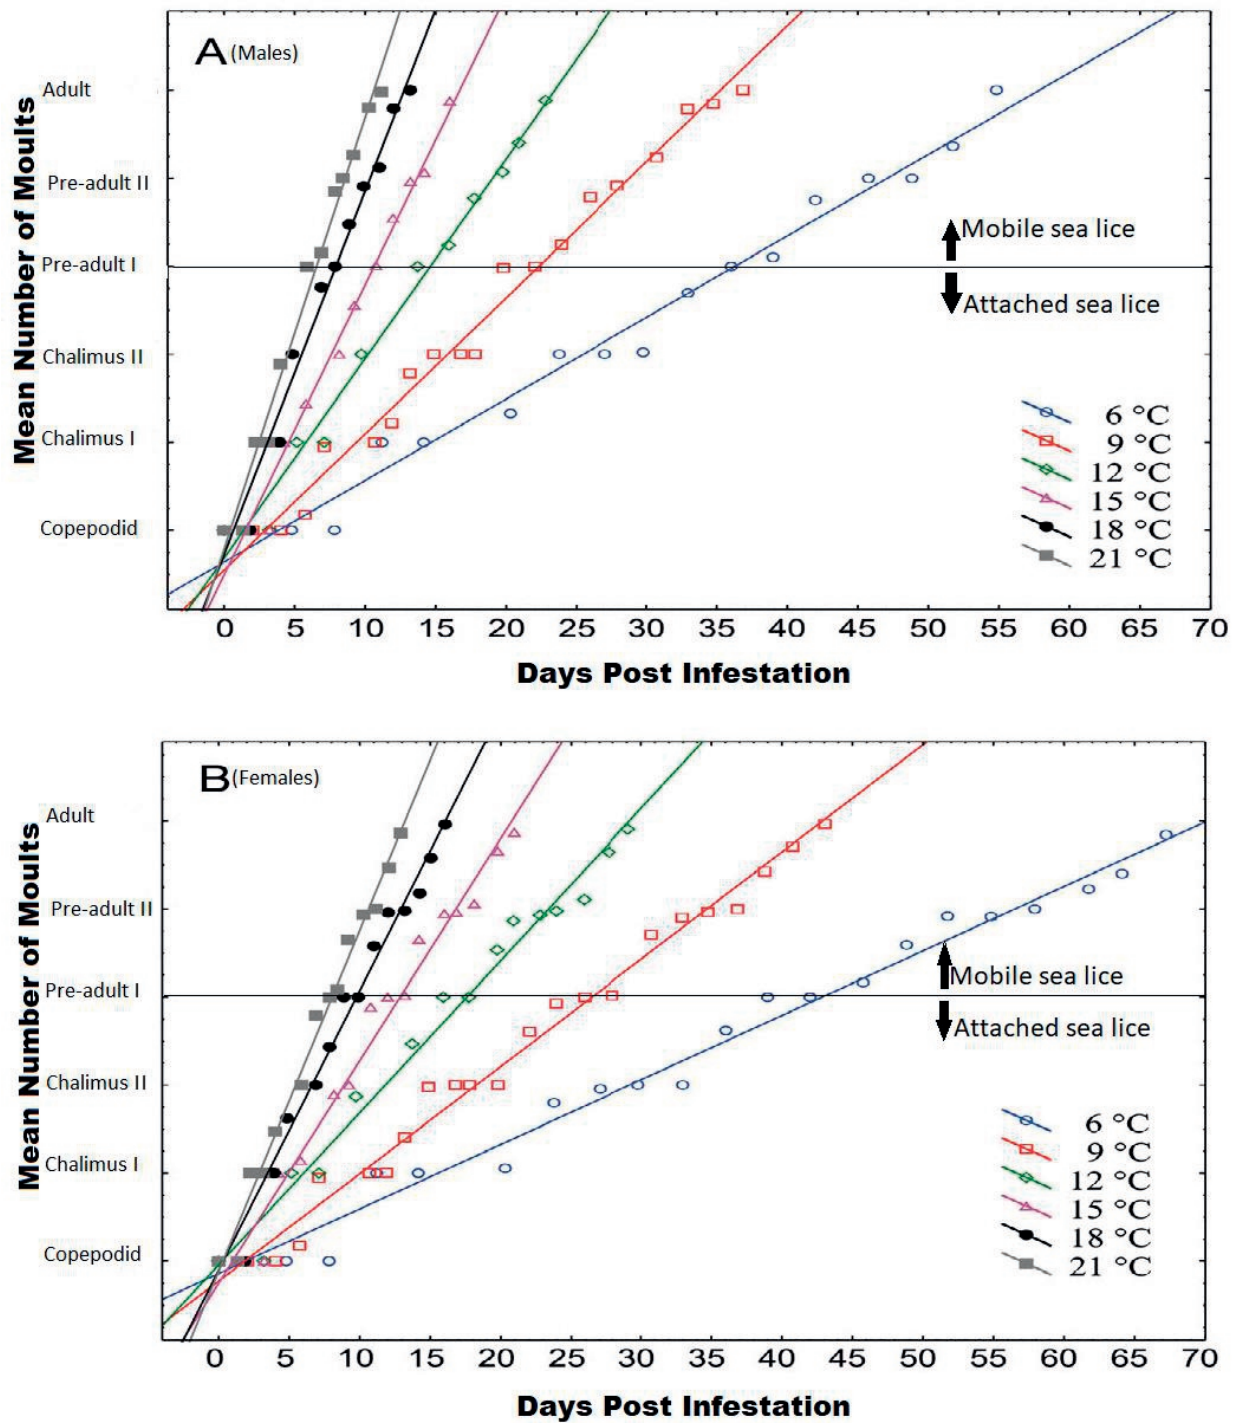 A (Males)
Mean Number of Moults
Adult
Pre-adult II
Pre-adult I
Chalimus II
Chalimus I
Copepodid
Mobile sea lice
Attached sea lice
6 °C
9 °C
12 °C
15 °C
18 °C
21 °C
0 5 10 15 20 25 30 35 40 45 50 55 60 65 70
Days Post Infestation
B (Females)
Mean Number of Moults
Adult
Pre-adult II
Pre-adult I
Chalimus II
Chalimus I
Copepodid
Mobile sea lice
Attached sea lice
6 °C
9 °C
12 °C
15 °C
18 °C
21 °C
0 5 10 15 20 25 30 35 40 45 50 55 60 65 70
Days Post Infestation